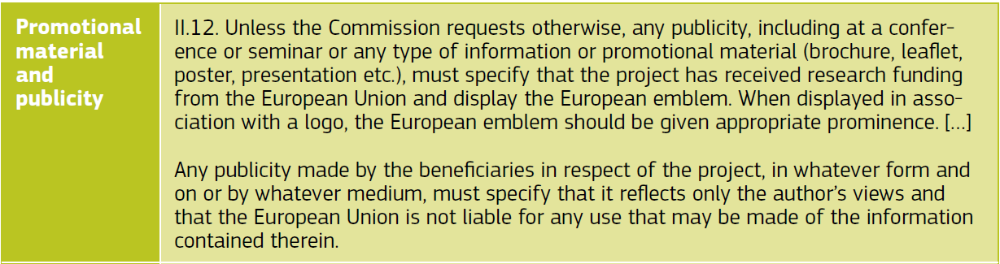 Promotional
material
and
publicity
II.12. Unless the Commission requests otherwise, any publicity, including at a confer-
ence or seminar or any type of information or promotional material (brochure, leaflet,
poster, presentation etc.), must specify that the project has received research funding
from the European Union and display the European emblem. When displayed in asso-
ciation with a logo, the European emblem should be given appropriate prominence. [...]
Any publicity made by the beneficiaries in respect of the project, in whatever form and
on or by whatever medium, must specify that it reflects only the author's views and
that the European Union is not liable for any use that may be made of the information
contained therein.